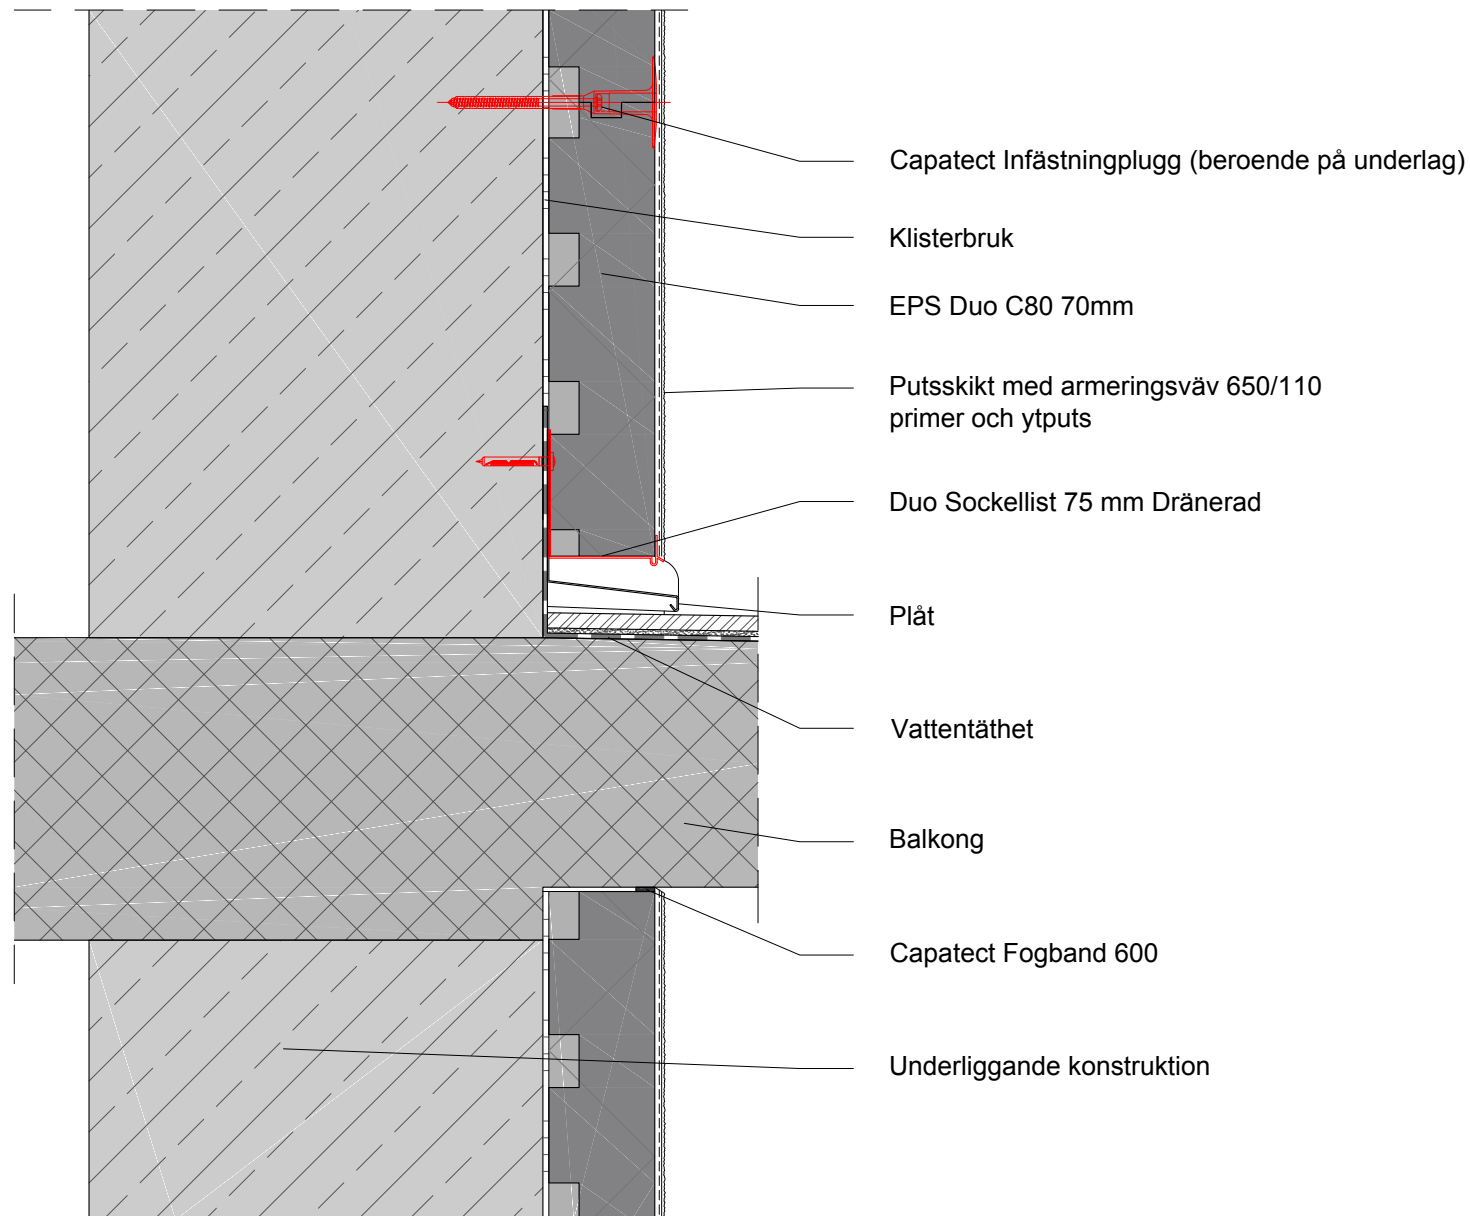 Capatect Infästningplugg (beroende på underlag)
Klisterbruk
EPS Duo C80 70mm
Putsskikt med armeringsväv 650/110
primer och ytputs
Duo Sockellist 75 mm Dränerad
Plåt
Vattentäthet
Balkong
Capatect Fogband 600
Underliggande konstruktion